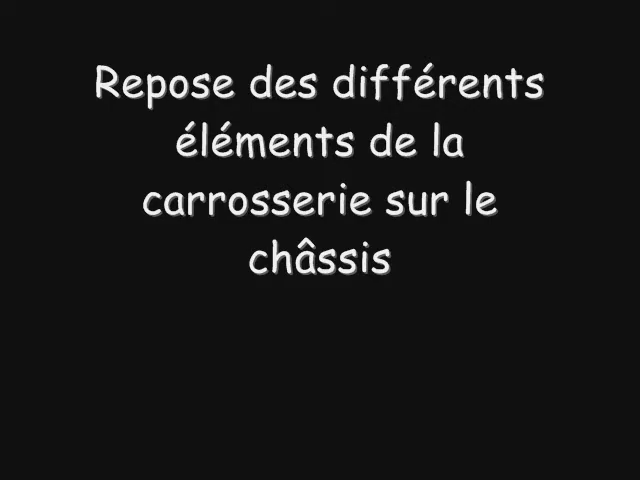 Repose des différents
éléments de la
carrosserie sur le
châssis